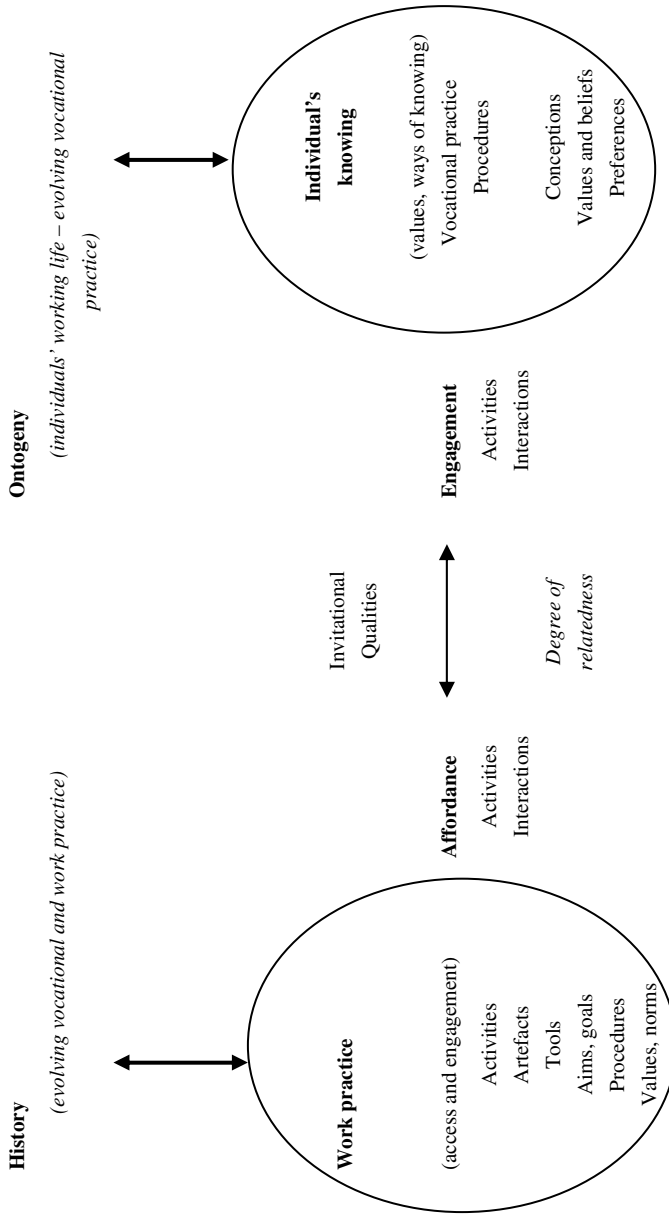 History
(evolving vocational and work practice)
Work practice
(access and engagement)
Activities
Artefacts
Tools
Aims, goals
Procedures
Values, norms
Affordance
Activities
Interactions
Invitational
Qualities
Degree of
relatedness
Ontogeny
(individuals' working life – evolving vocational
practice)
Engagement
Activities
Interactions
Individual's
knowing
(values, ways of knowing)
Vocational practice
Procedures
Conceptions
Values and beliefs
Preferences